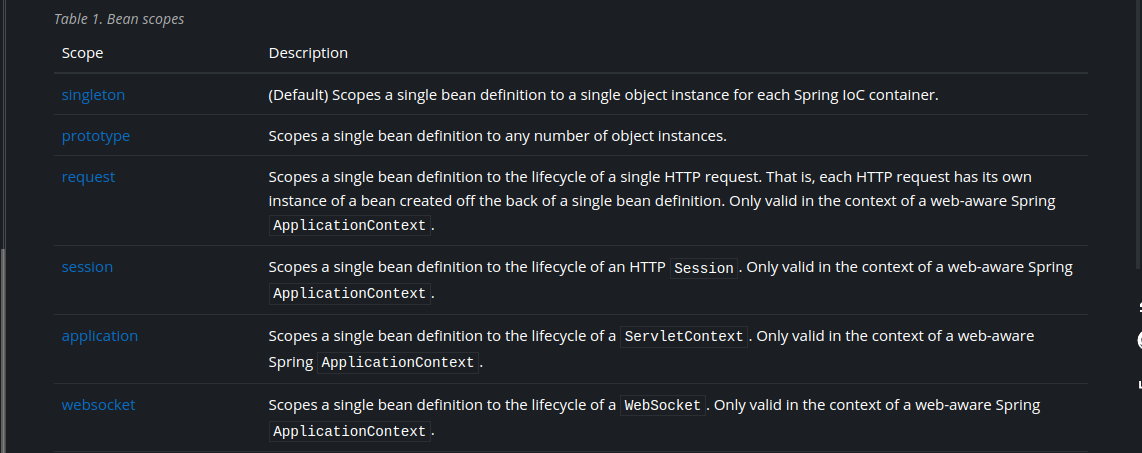 Table 1. Bean scopes
Scope Description
singleton (Default) Scopes a single bean definition to a single object instance for each Spring IoC container.
prototype Scopes a single bean definition to any number of object instances.
request Scopes a single bean definition to the lifecycle of a single HTTP request. That is, each HTTP request has its own
instance of a bean created off the back of a single bean definition. Only valid in the context of a web-aware Spring
ApplicationContext.
session Scopes a single bean definition to the lifecycle of an HTTP Session. Only valid in the context of a web-aware Spring
ApplicationContext.
application Scopes a single bean definition to the lifecycle of a ServletContext. Only valid in the context of a web-aware
Spring ApplicationContext.
websocket Scopes a single bean definition to the lifecycle of a WebSocket. Only valid in the context of a web-aware Spring
ApplicationContext.